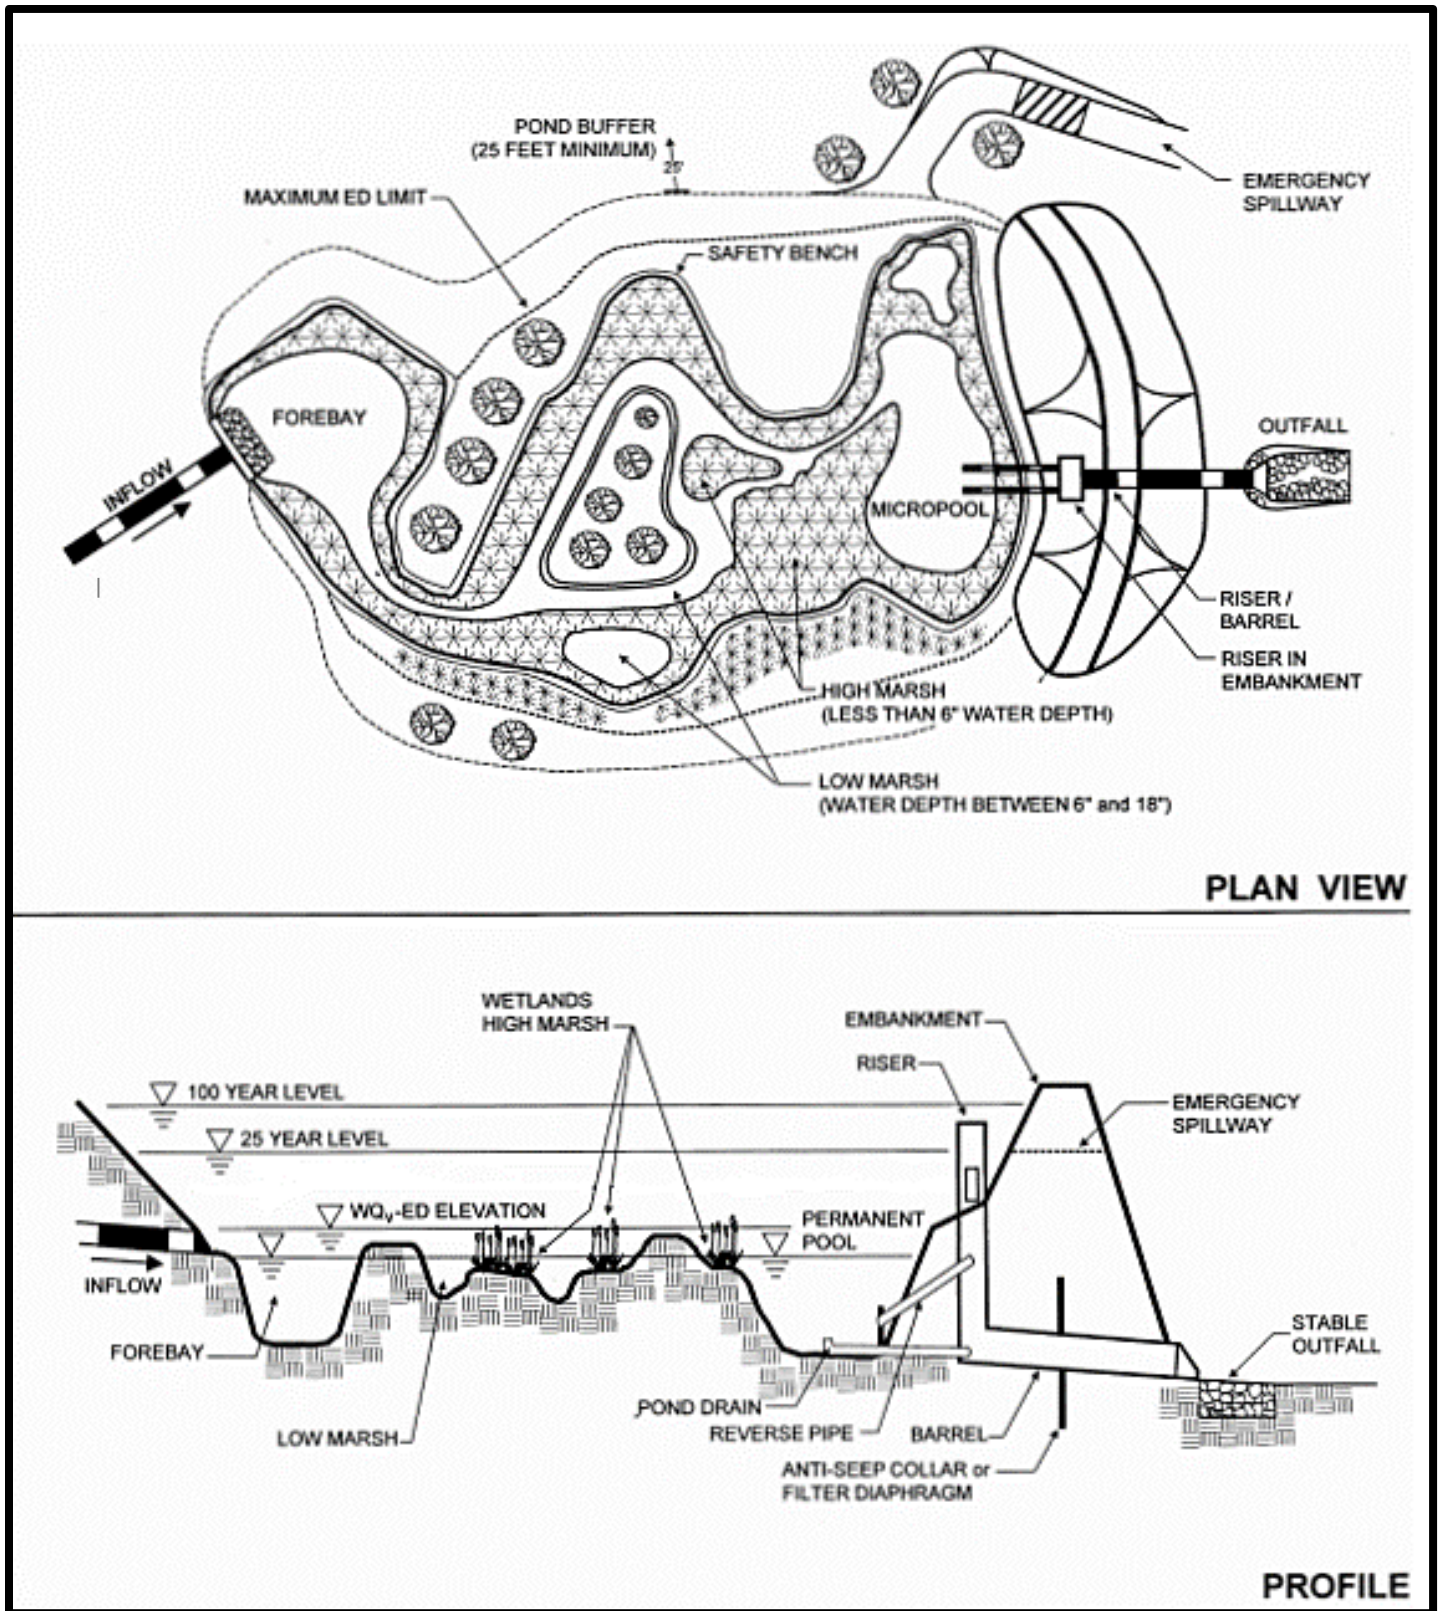 POND BUFFER
(25 FEET MINIMUM)
25'
MAXIMUM ED LIMIT
EMERGENCY
SPILLWAY
SAFETY BENCH
FOREBAY
OUTFALL
INFLOW
MICROPOOL
RISER /
BARREL
RISER IN
EMBANKMENT
HIGH MARSH
(LESS THAN 6" WATER DEPTH)
LOW MARSH
(WATER DEPTH BETWEEN 6" and 18")
PLAN VIEW
WETLANDS
HIGH MARSH
EMBANKMENT
RISER
100 YEAR LEVEL
EMERGENCY
SPILLWAY
25 YEAR LEVEL
WQv-ED ELEVATION
PERMANENT
POOL
INFLOW
FOREBAY
STABLE
OUTFALL
POND DRAIN
LOW MARSH
REVERSE PIPE
BARREL
ANTI-SEEP COLLAR or
FILTER DIAPHRAGM
PROFILE